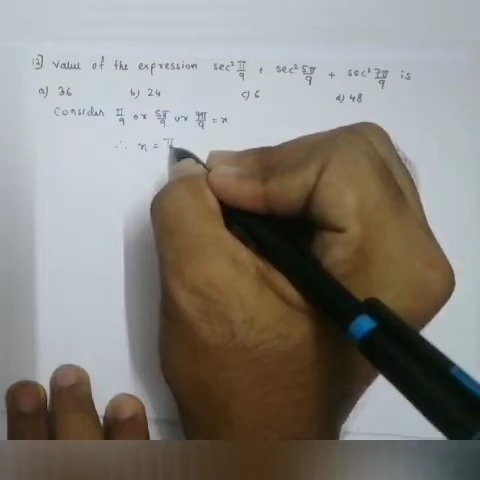 12] Value of the expression sec² π/9 + sec² 5π/9 + sec² 7π/9 is
a) 36 b) 24 c) 6 d) 48
Consider π/9 or 5π/9 or 7π/9 = x
∴ x = π